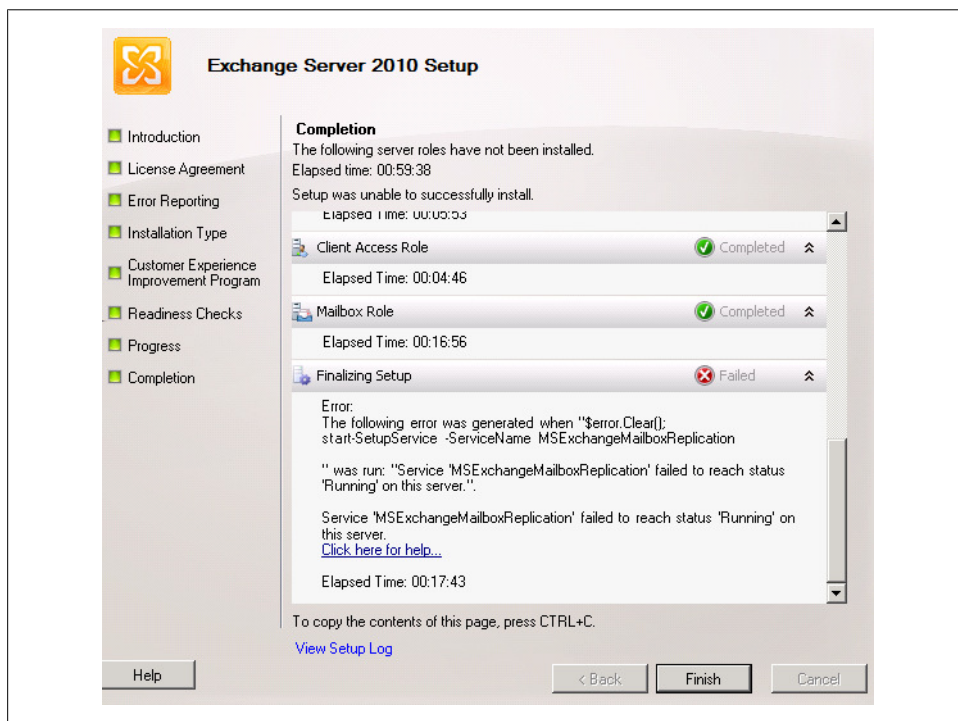 Exchange Server 2010 Setup
Introduction
License Agreement
Error Reporting
Installation Type
Customer Experience
Improvement Program
Readiness Checks
Progress
Completion
Completion
The following server roles have not been installed.
Elapsed time: 00:59:38
Setup was unable to successfully install.
Elapsed Time: 00:05:53
Client Access Role
Completed
Elapsed Time: 00:04:46
Mailbox Role
Completed
Elapsed Time: 00:16:56
Finalizing Setup
Failed
Error:
The following error was generated when "$error.Clear();
start-SetupService -ServiceName MSExchangeMailboxReplication
" was run: "Service 'MSExchangeMailboxReplication' failed to reach status
'Running' on this server.".
Service 'MSExchangeMailboxReplication' failed to reach status 'Running' on
this server.
Click here for help...
Elapsed Time: 00:17:43
To copy the contents of this page, press CTRL+C.
View Setup Log
Help
< Back
Finish
Cancel